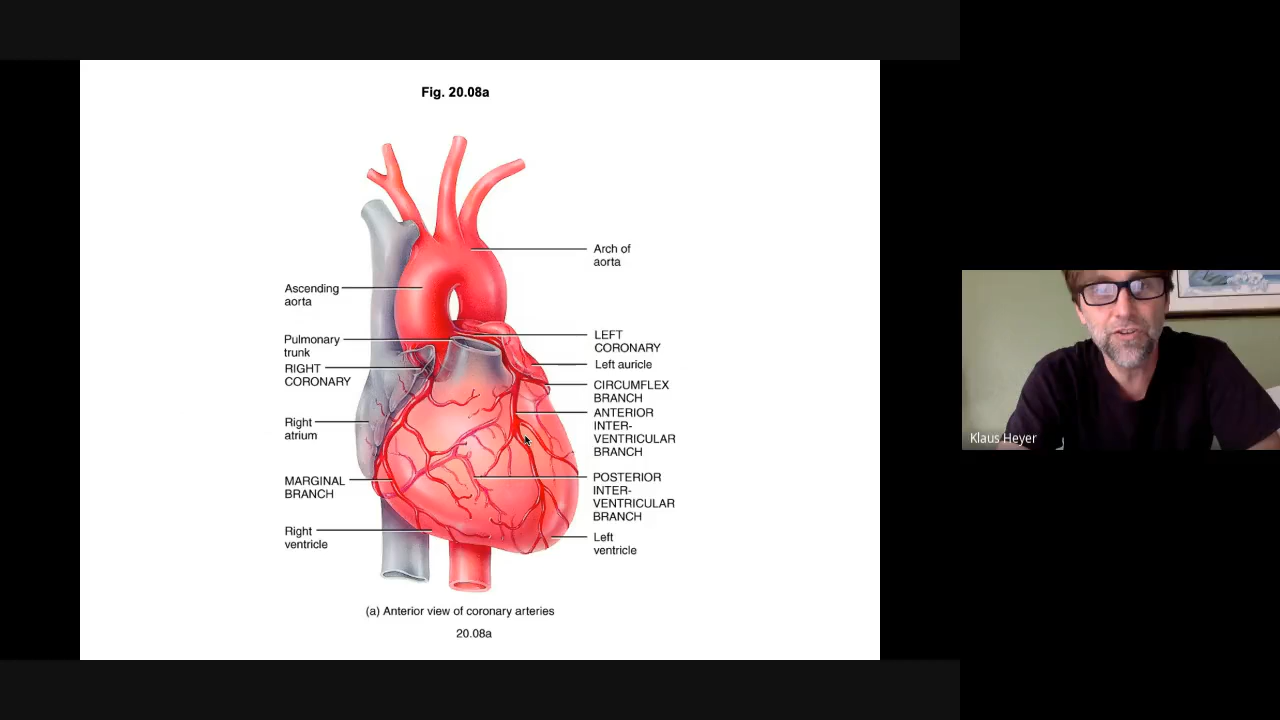 Fig. 20.08a
Arch of
aorta
Ascending
aorta
Pulmonary
trunk
LEFT
CORONARY
RIGHT
CORONARY
Left auricle
CIRCUMFLEX
BRANCH
ANTERIOR
INTER-
VENTRICULAR
BRANCH
Right
atrium
MARGINAL
BRANCH
POSTERIOR
INTER-
VENTRICULAR
BRANCH
Right
ventricle
Left
ventricle
(a) Anterior view of coronary arteries
20.08a
Klaus Heyer